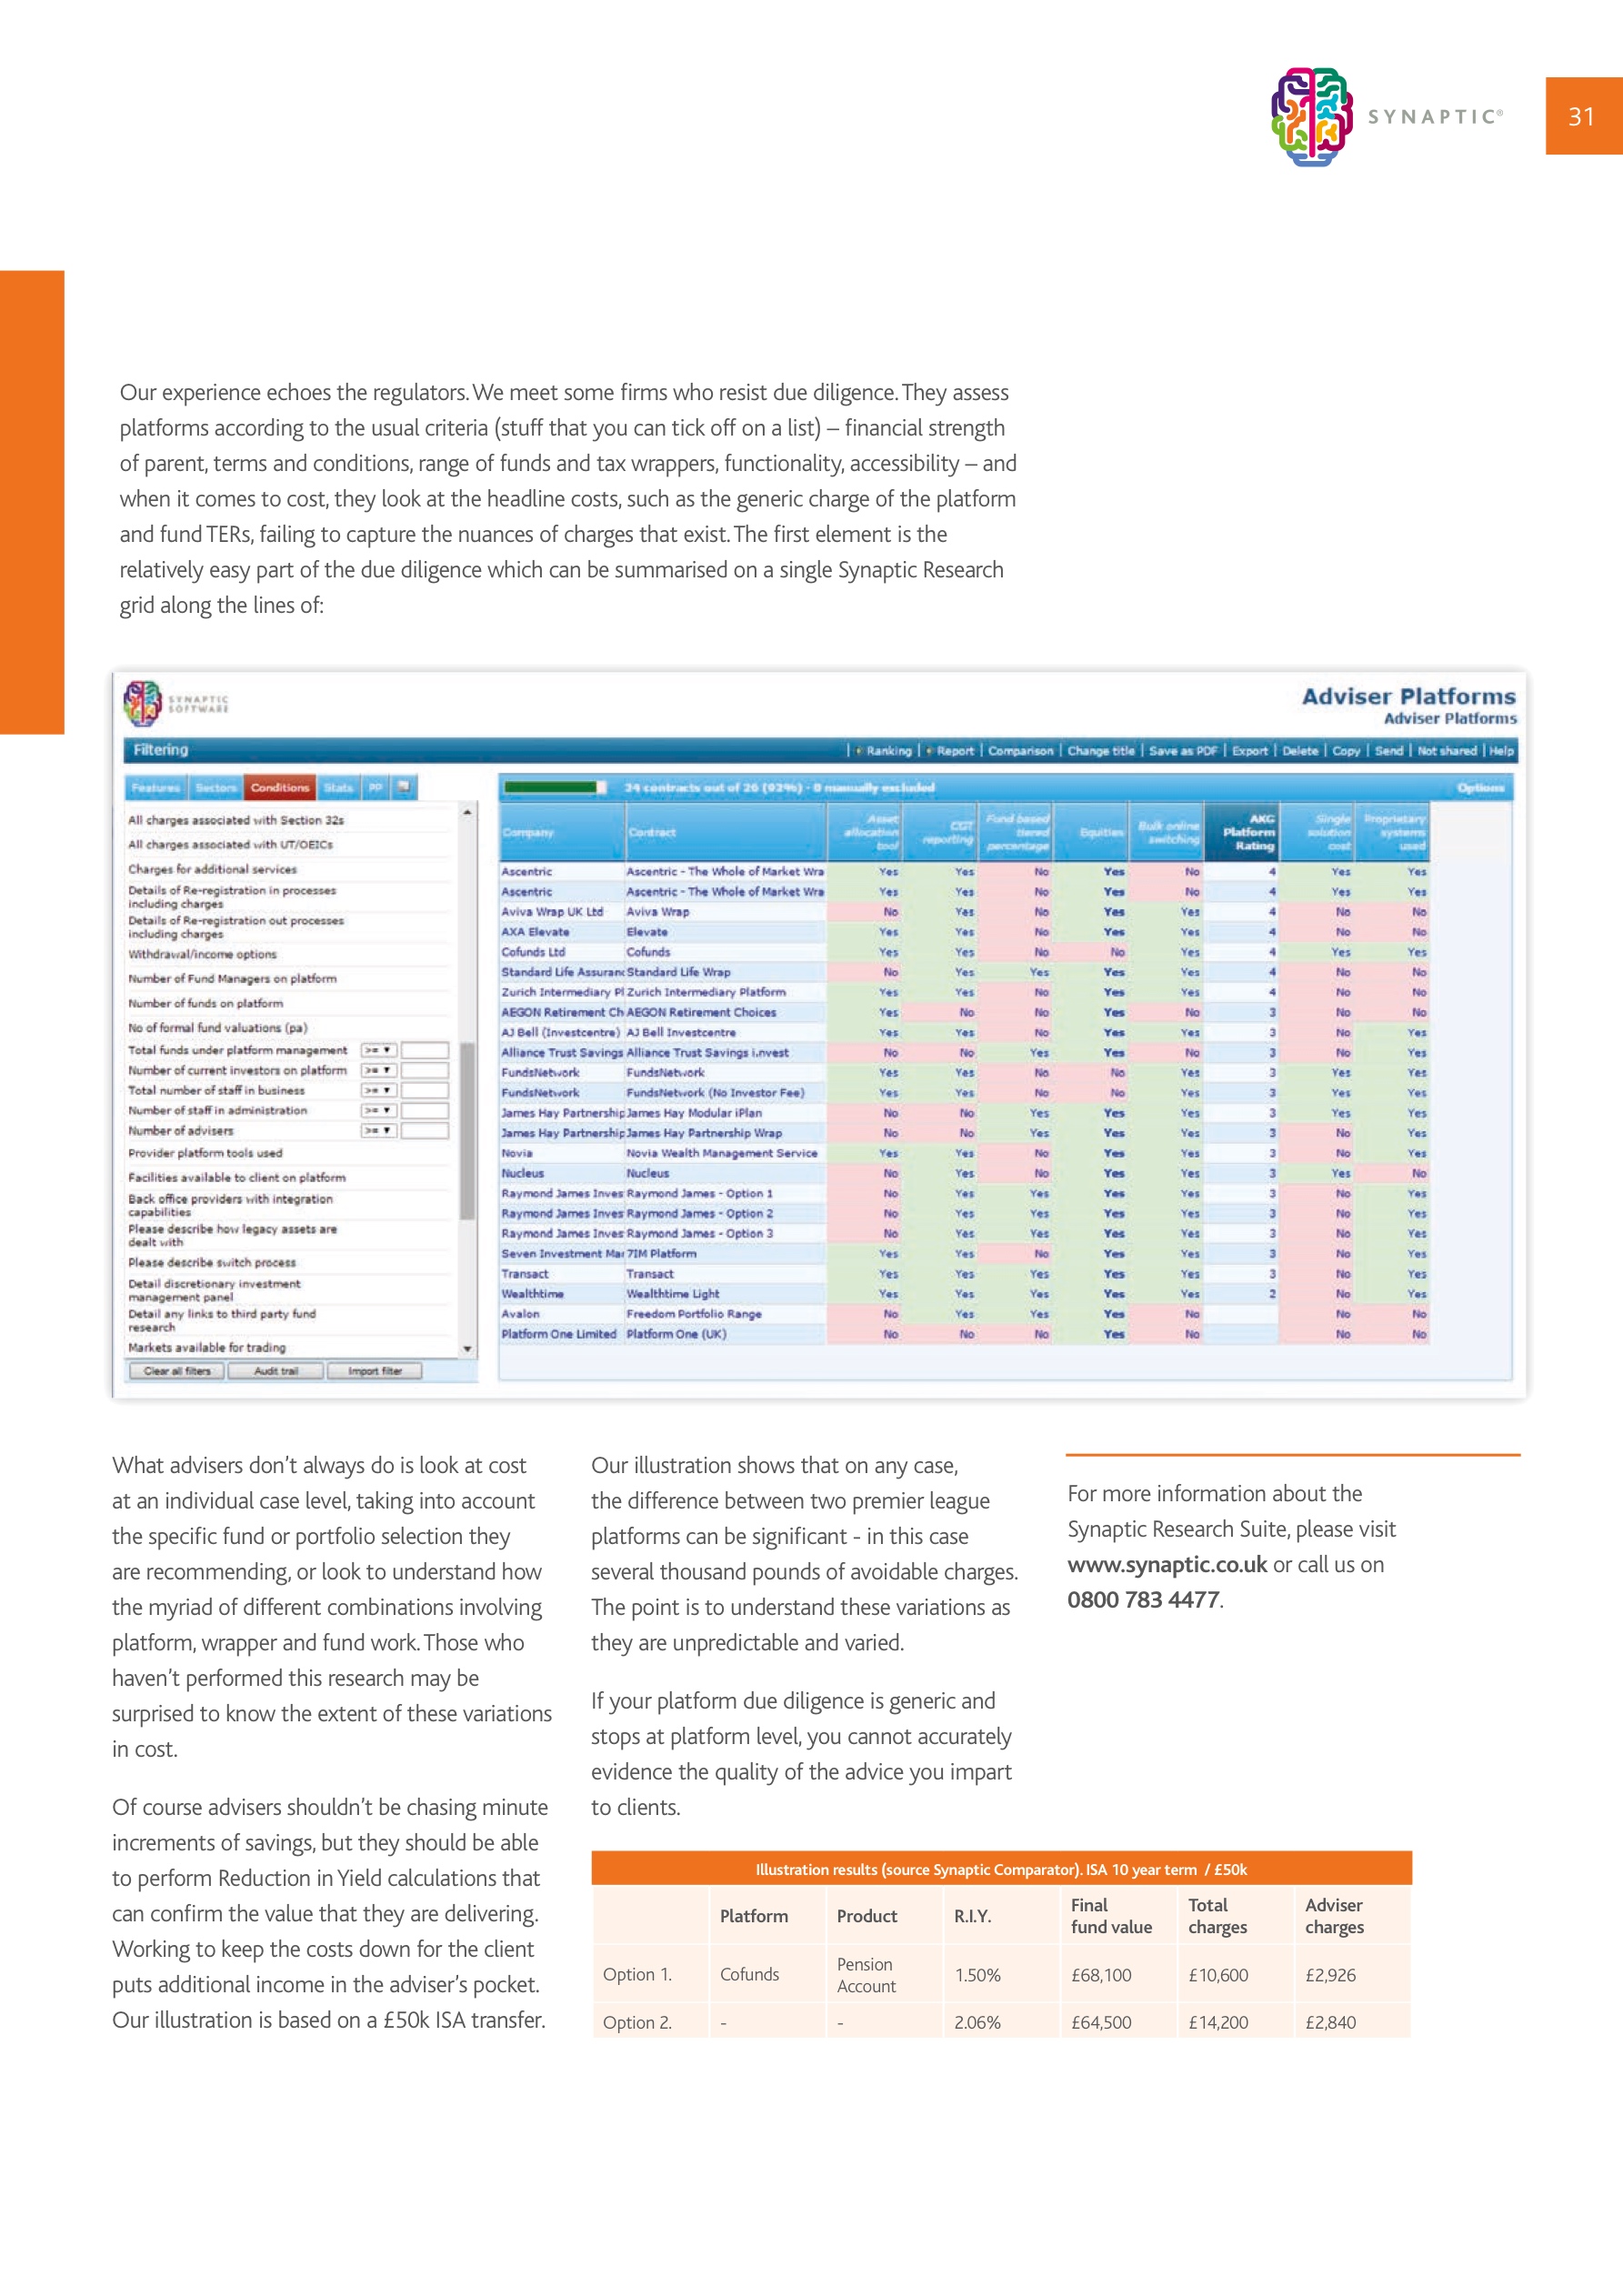 SYNAPTIC®
31
Our experience echoes the regulators. We meet some firms who resist due diligence. They assess
platforms according to the usual criteria (stuff that you can tick off on a list) – financial strength
of parent, terms and conditions, range of funds and tax wrappers, functionality, accessibility – and
when it comes to cost, they look at the headline costs, such as the generic charge of the platform
and fund TERs, failing to capture the nuances of charges that exist. The first element is the
relatively easy part of the due diligence which can be summarised on a single Synaptic Research
grid along the lines of:
SYNAPTIC
SOFTWARE
Adviser Platforms
Adviser Platforms
Filtering
| Ranking | Report | Comparison | Change title | Save as PDF | Export | Delete | Copy | Send | Not shared | Help
Features Sectors Conditions Stats PP
All charges associated with Section 32s
All charges associated with UT/OEICs
Charges for additional services
Details of Re-registration in processes
including charges
Details of Re-registration out processes
including charges
Withdrawal/income options
Number of Fund Managers on platform
Number of funds on platform
No of formal fund valuations (pa)
Total funds under platform management >=
Number of current investors on platform >=
Total number of staff in business >=
Number of staff in administration >=
Number of advisers >=
Provider platform tools used
Facilities available to client on platform
Back office providers with integration
capabilities
Please describe how legacy assets are
dealt with
Please describe switch process
Detail discretionary investment
management panel
Detail any links to third party fund
research
Markets available for trading
Clear all filters Audit trail Import filter
24 contracts out of 26 (92%) - 0 manually excluded Options
Company Contract Asset allocation tool CGT reporting Fund based tiered percentage Equities Bulk online switching AKG Platform Rating Single solution cost Proprietary systems used
Ascentric Ascentric - The Whole of Market Wra Yes Yes No Yes No 4 Yes Yes
Ascentric Ascentric - The Whole of Market Wra Yes Yes No Yes No 4 Yes Yes
Aviva Wrap UK Ltd Aviva Wrap No Yes No Yes Yes 4 No No
AXA Elevate Elevate Yes Yes No Yes Yes 4 No No
Cofunds Ltd Cofunds Yes Yes No No Yes 4 Yes Yes
Standard Life Assuran Standard Life Wrap No Yes Yes Yes Yes 4 No No
Zurich Intermediary Pl Zurich Intermediary Platform Yes Yes No Yes Yes 4 No No
AEGON Retirement Ch AEGON Retirement Choices Yes No No Yes No 3 No No
AJ Bell (Investcentre) AJ Bell Investcentre Yes Yes No Yes Yes 3 No Yes
Alliance Trust Savings Alliance Trust Savings i.nvest No No Yes Yes No 3 No Yes
FundsNetwork FundsNetwork Yes Yes No No Yes 3 Yes Yes
FundsNetwork FundsNetwork (No Investor Fee) Yes Yes No No Yes 3 Yes Yes
James Hay Partnership James Hay Modular iPlan No No Yes Yes Yes 3 Yes Yes
James Hay Partnership James Hay Partnership Wrap No No Yes Yes Yes 3 No Yes
Novia Novia Wealth Management Service Yes Yes No Yes Yes 3 No Yes
Nucleus Nucleus No Yes No Yes Yes 3 Yes No
Raymond James Inves Raymond James - Option 1 No Yes Yes Yes Yes 3 No Yes
Raymond James Inves Raymond James - Option 2 No Yes Yes Yes Yes 3 No Yes
Raymond James Inves Raymond James - Option 3 No Yes Yes Yes Yes 3 No Yes
Seven Investment Mar 7IM Platform Yes Yes No Yes Yes 3 No Yes
Transact Transact Yes Yes Yes Yes Yes 3 No Yes
Wealthtime Wealthtime Light Yes Yes Yes Yes Yes 2 No Yes
Avalon Freedom Portfolio Range No Yes Yes Yes No No No
Platform One Limited Platform One (UK) No No No Yes No No No
What advisers don't always do is look at cost
at an individual case level, taking into account
the specific fund or portfolio selection they
are recommending, or look to understand how
the myriad of different combinations involving
platform, wrapper and fund work. Those who
haven't performed this research may be
surprised to know the extent of these variations
in cost.
Of course advisers shouldn't be chasing minute
increments of savings, but they should be able
to perform Reduction in Yield calculations that
can confirm the value that they are delivering.
Working to keep the costs down for the client
puts additional income in the adviser's pocket.
Our illustration is based on a £50k ISA transfer.
Our illustration shows that on any case,
the difference between two premier league
platforms can be significant - in this case
several thousand pounds of avoidable charges.
The point is to understand these variations as
they are unpredictable and varied.
If your platform due diligence is generic and
stops at platform level, you cannot accurately
evidence the quality of the advice you impart
to clients.
For more information about the
Synaptic Research Suite, please visit
www.synaptic.co.uk or call us on
0800 783 4477.
Illustration results (source Synaptic Comparator). ISA 10 year term / £50k
Platform Product R.I.Y. Final fund value Total charges Adviser charges
Option 1. Cofunds Pension Account 1.50% £68,100 £10,600 £2,926
Option 2. - - 2.06% £64,500 £14,200 £2,840